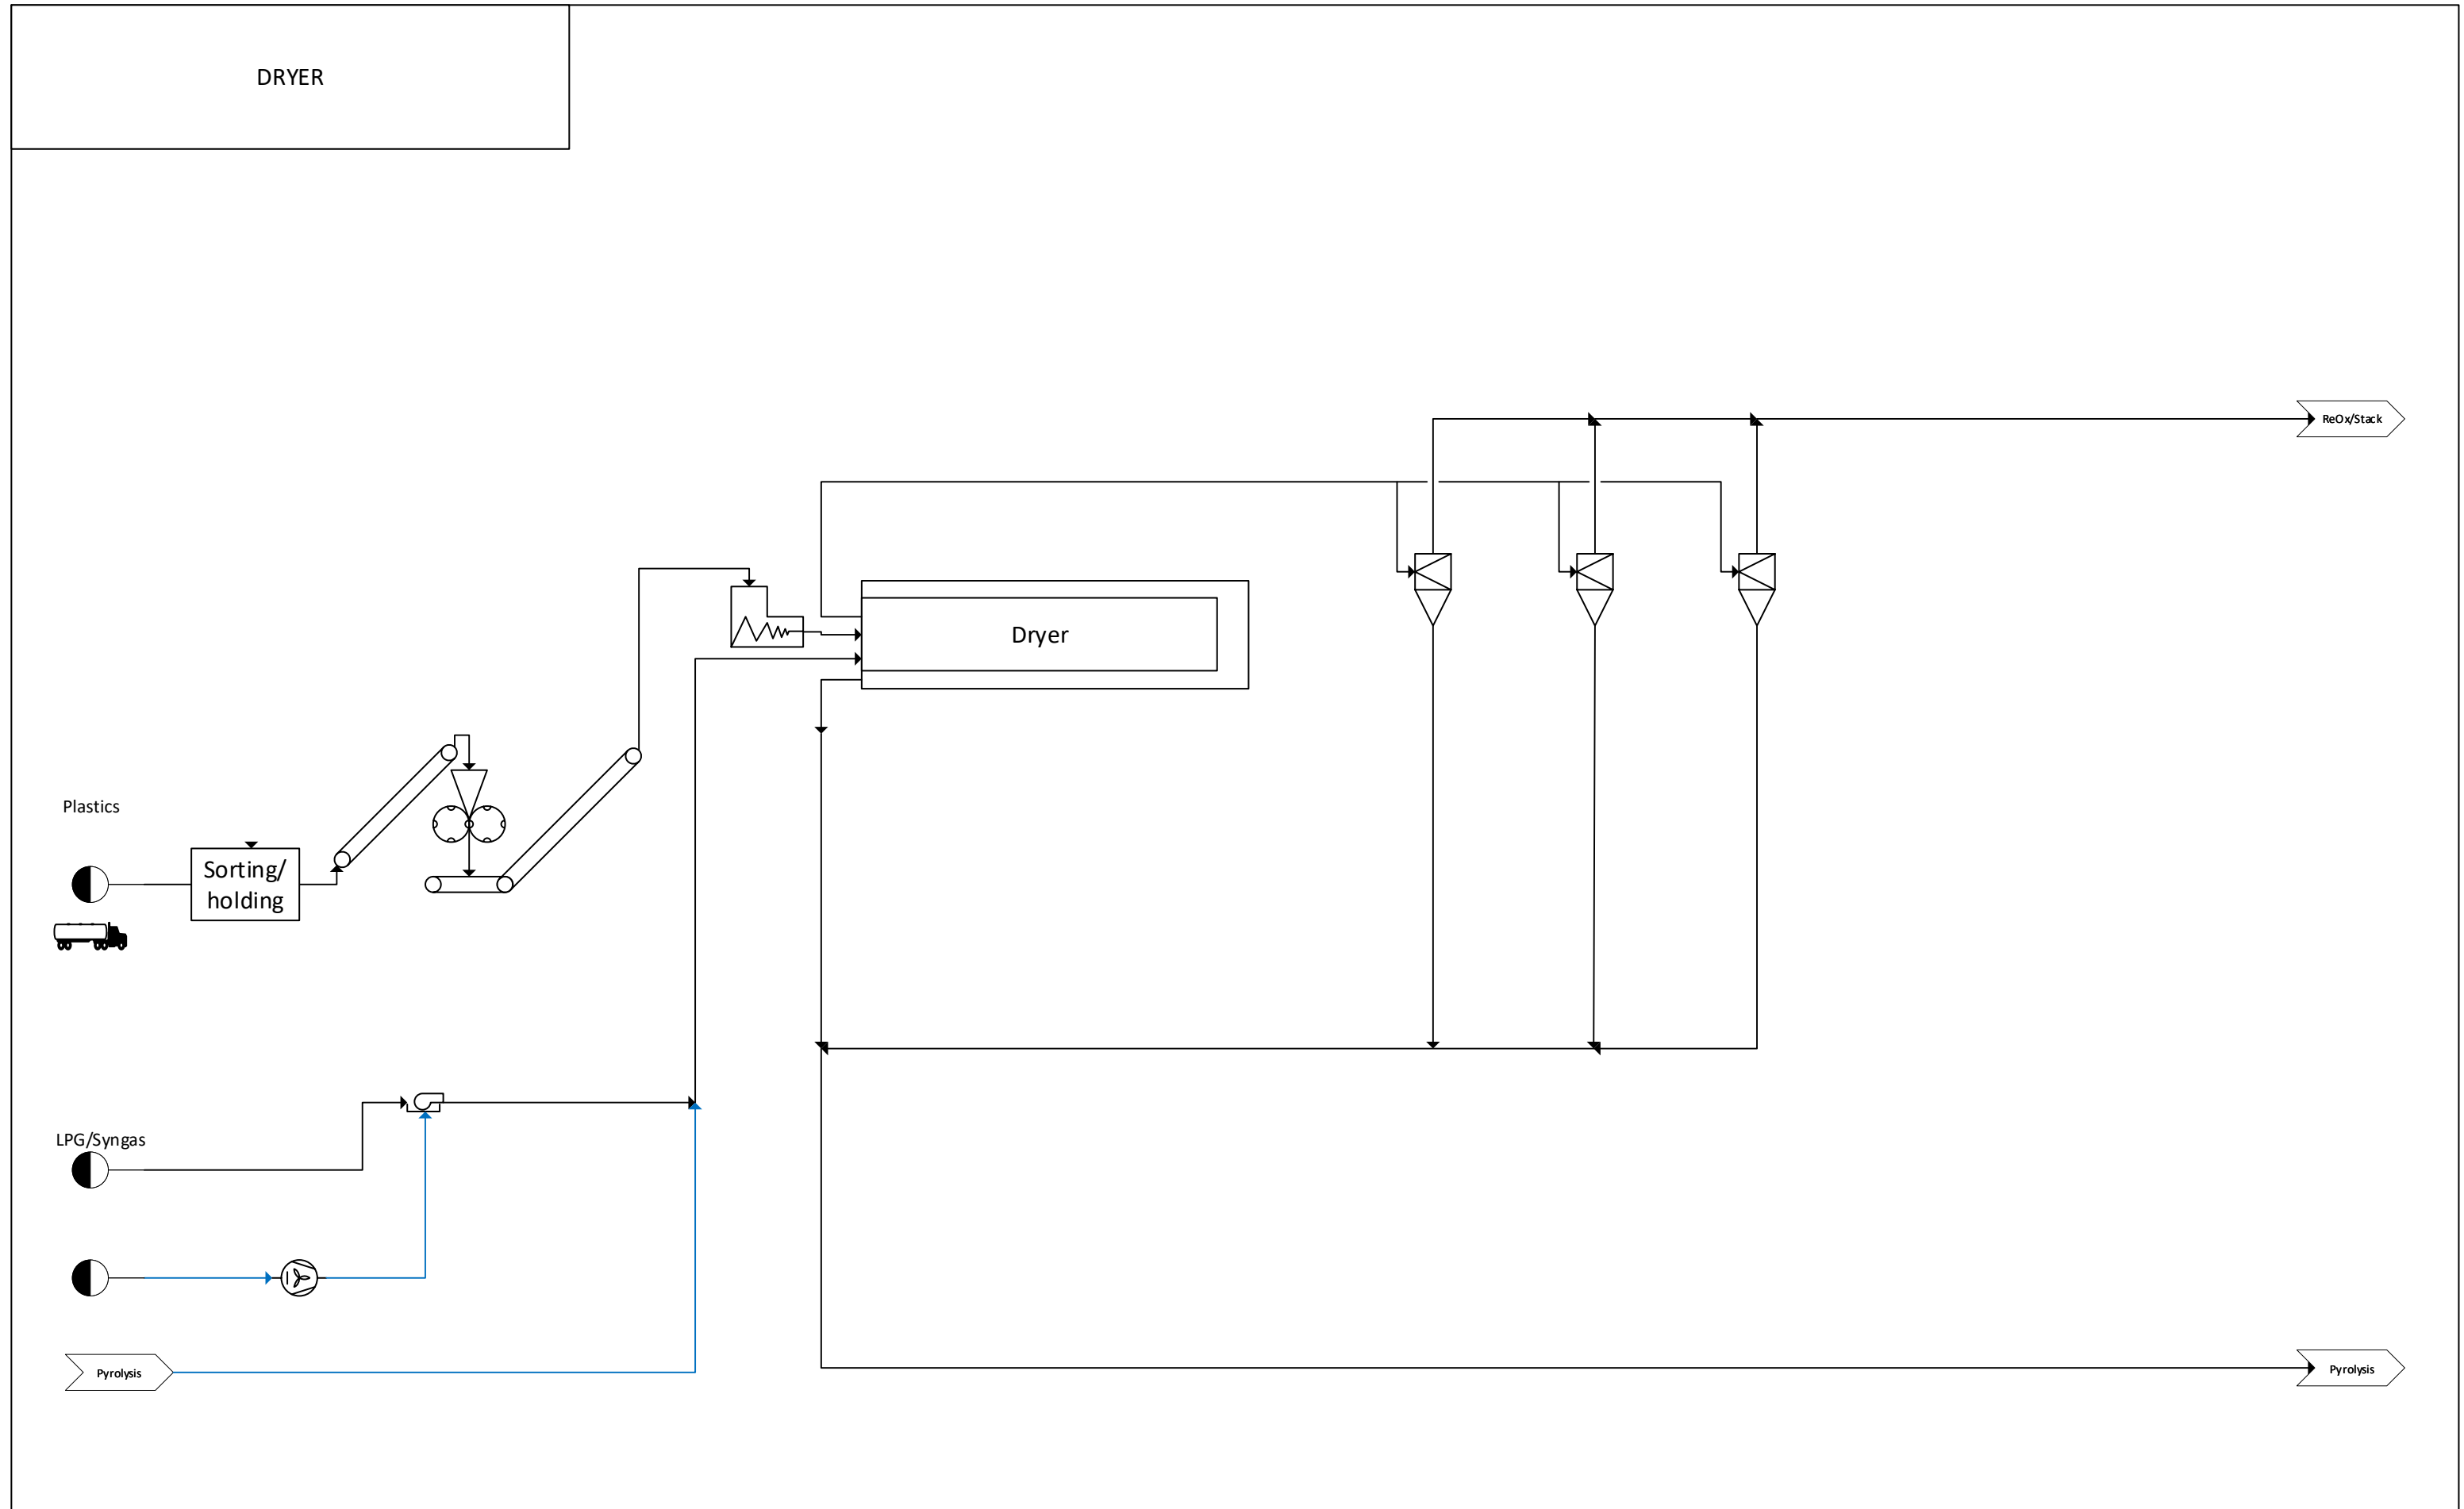 DRYER
ReOx/Stack
Dryer
Plastics
Sorting/
holding
LPG/Syngas
Pyrolysis
Pyrolysis